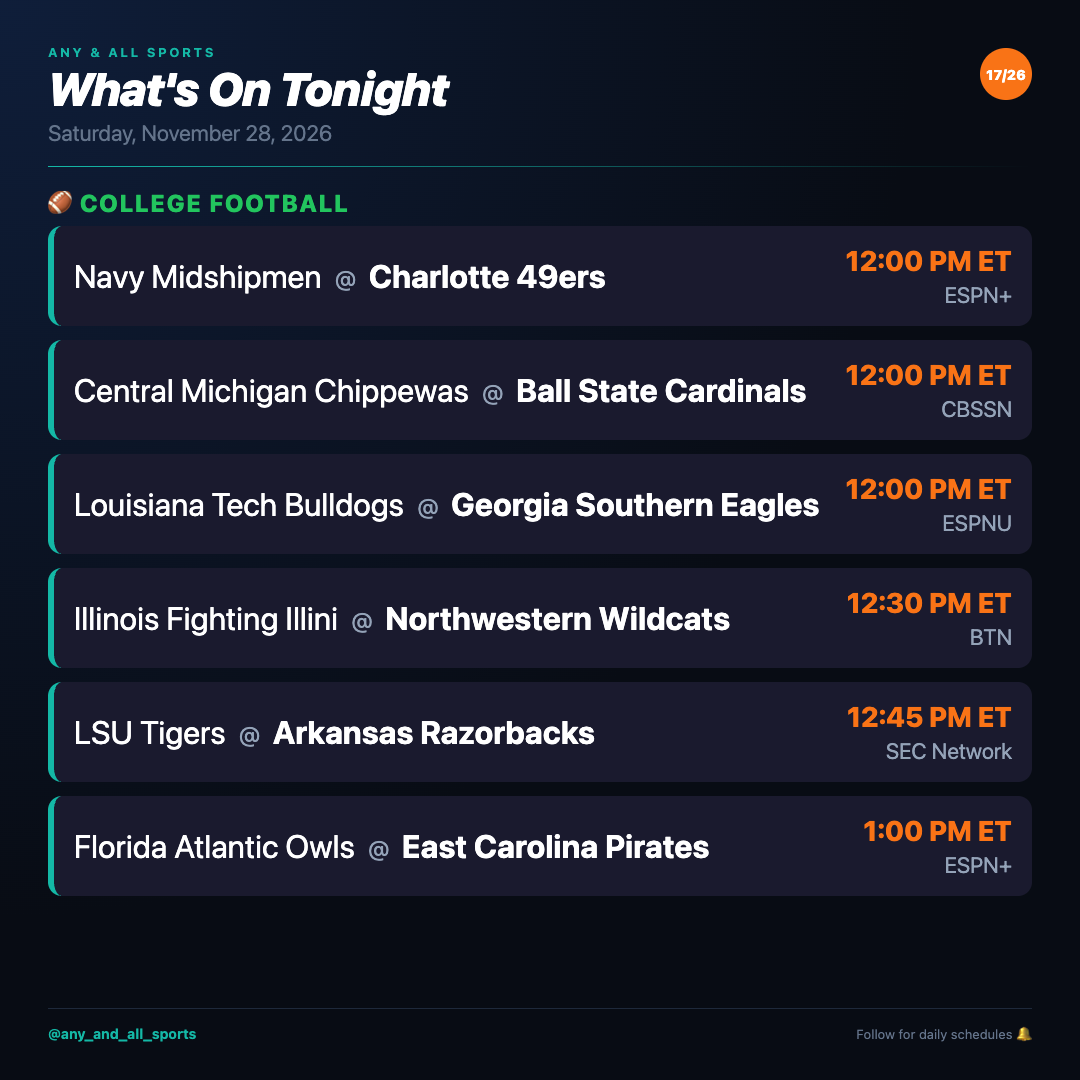 ANY & ALL SPORTS
What's On Tonight
17/26
Saturday, November 28, 2026
🏈 COLLEGE FOOTBALL
Navy Midshipmen @ Charlotte 49ers
12:00 PM ET
ESPN+
Central Michigan Chippewas @ Ball State Cardinals
12:00 PM ET
CBSSN
Louisiana Tech Bulldogs @ Georgia Southern Eagles
12:00 PM ET
ESPNU
Illinois Fighting Illini @ Northwestern Wildcats
12:30 PM ET
BTN
LSU Tigers @ Arkansas Razorbacks
12:45 PM ET
SEC Network
Florida Atlantic Owls @ East Carolina Pirates
1:00 PM ET
ESPN+
@any_and_all_sports
Follow for daily schedules 🔔